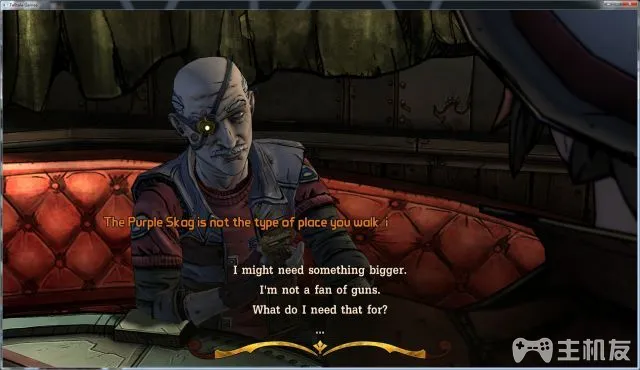 Telltale Games
The Purple Skag is not the type of place you walk i
I might need something bigger.
I'm not a fan of guns.
What do I need that for?
...
主机友